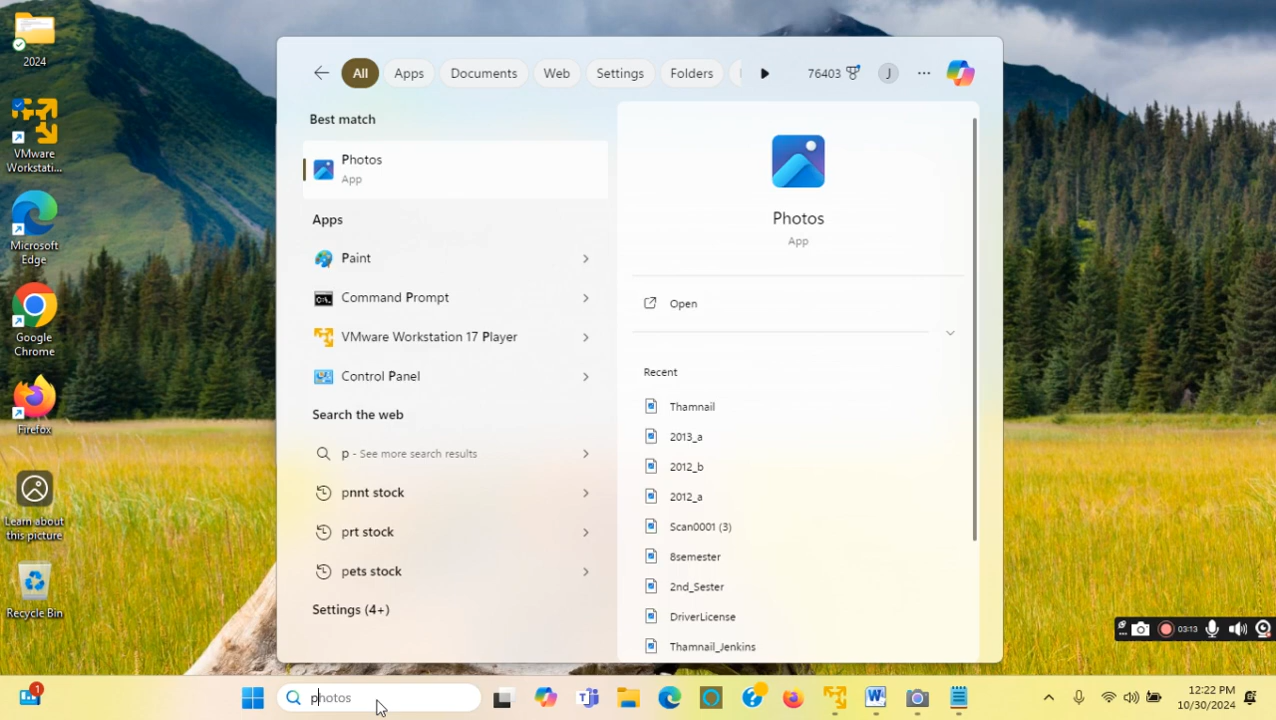 2024
VMware
Workstati...
Microsoft
Edge
Google
Chrome
Firefox
Learn about
this picture
Recycle Bin
All
Apps
Documents
Web
Settings
Folders
76403
J
Best match
Photos
App
Apps
Paint
Command Prompt
VMware Workstation 17 Player
Control Panel
Search the web
p - See more search results
pnnt stock
prt stock
pets stock
Settings (4+)
Photos
App
Open
Recent
Thamnail
2013_a
2012_b
2012_a
Scan0001 (3)
8semester
2nd_Sester
DriverLicense
Thamnail_Jenkins
03:13
1
photos
12:22 PM
10/30/2024